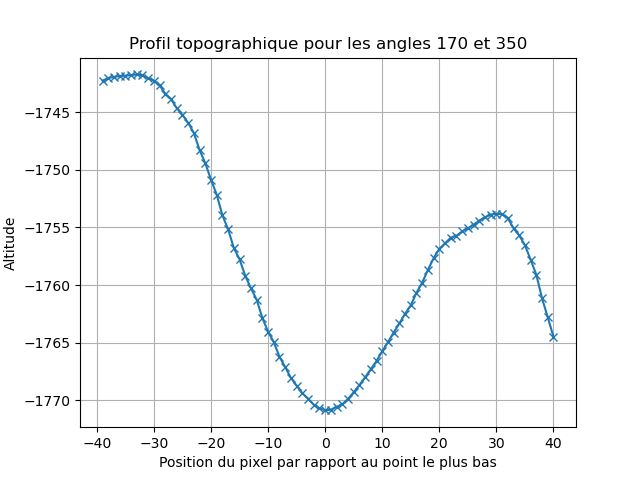 Profil topographique pour les angles 170 et 350
−1745
−1750
−1755
−1760
−1765
−1770
Altitude
−40 −30 −20 −10 0 10 20 30 40
Position du pixel par rapport au point le plus bas